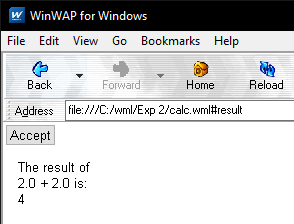 WinWAP for Windows
File Edit View Go Bookmarks Help
Back Forward Home Reload
Address file:///C:/wml/Exp 2/calc.wml#result
Accept
The result of
2.0 + 2.0 is:
4